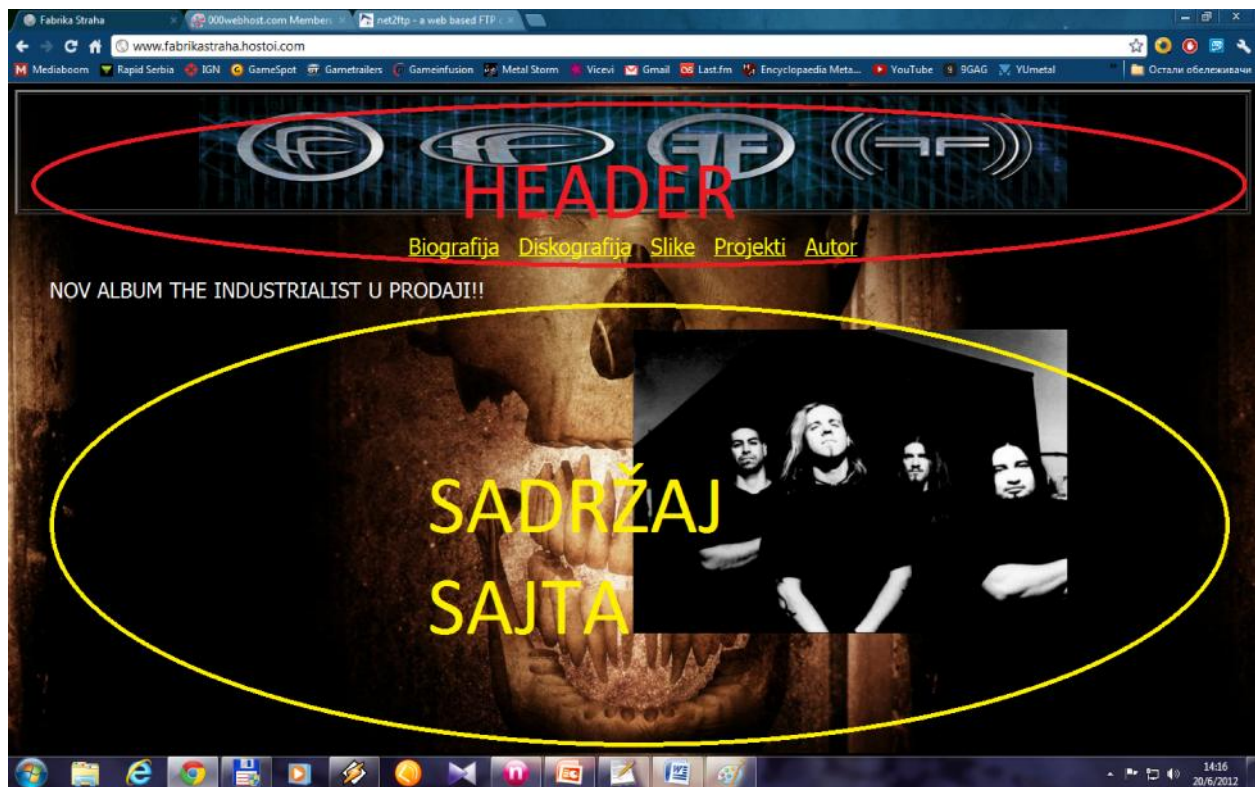 Fabrika Straha
000webhost.com Members
net2ftp - a web based FTP c
www.fabrikastraha.hostoi.com
Mediaboom Rapid Serbia IGN GameSpot Gametrailers Gameinfusion Metal Storm Vicevi Gmail Last.fm Encyclopaedia Meta... YouTube 9GAG YUmetal Остали обележивачи
HEADER
Biografija Diskografija Slike Projekti Autor
NOV ALBUM THE INDUSTRIALIST U PRODAJI!!
SADRŽAJ
SAJTA
14:16
20/6/2012